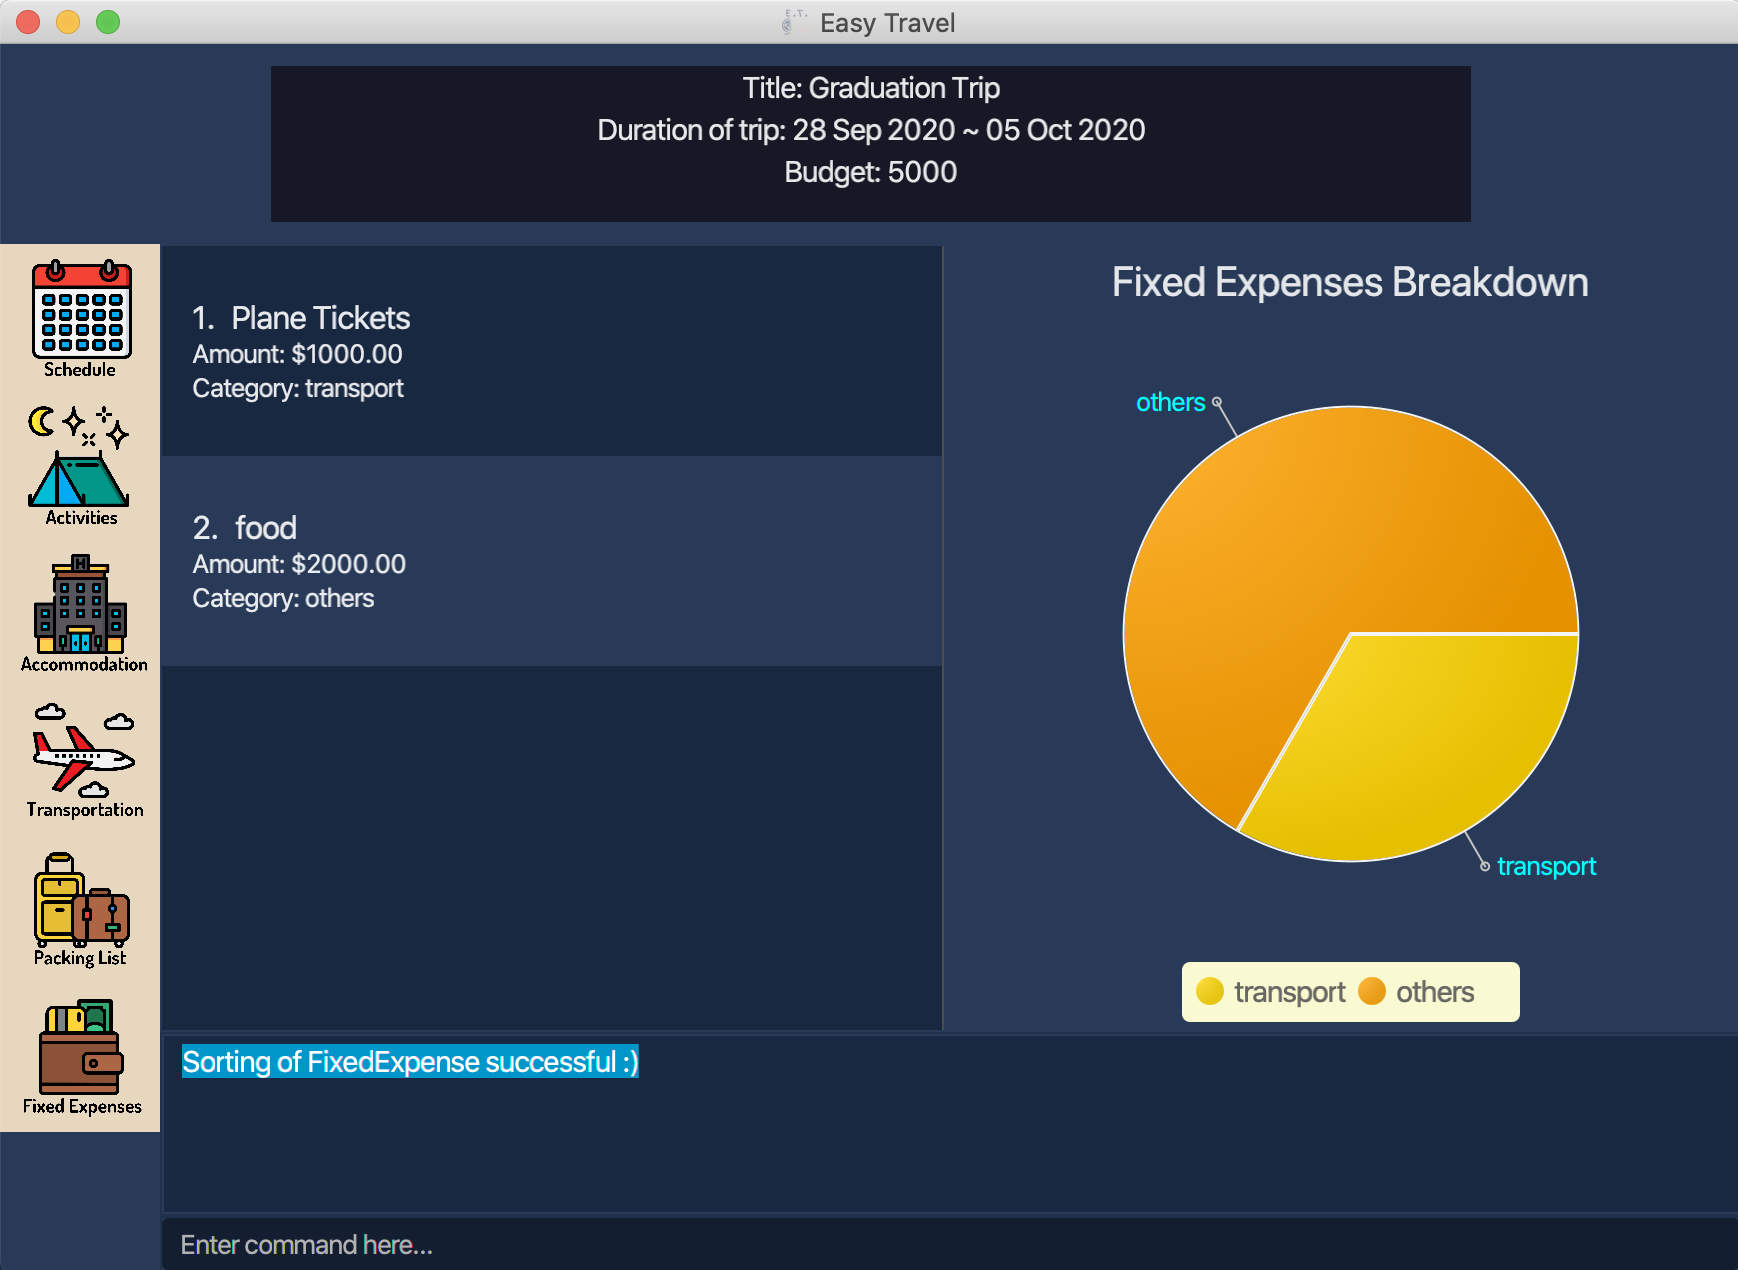 E.T.
Easy Travel
Title: Graduation Trip
Duration of trip: 28 Sep 2020 ~ 05 Oct 2020
Budget: 5000
Schedule
Activities
H
Accommodation
Transportation
Packing List
Fixed Expenses
1. Plane Tickets
Amount: $1000.00
Category: transport
2. food
Amount: $2000.00
Category: others
Fixed Expenses Breakdown
others
transport
transport others
Sorting of FixedExpense successful :)
Enter command here...